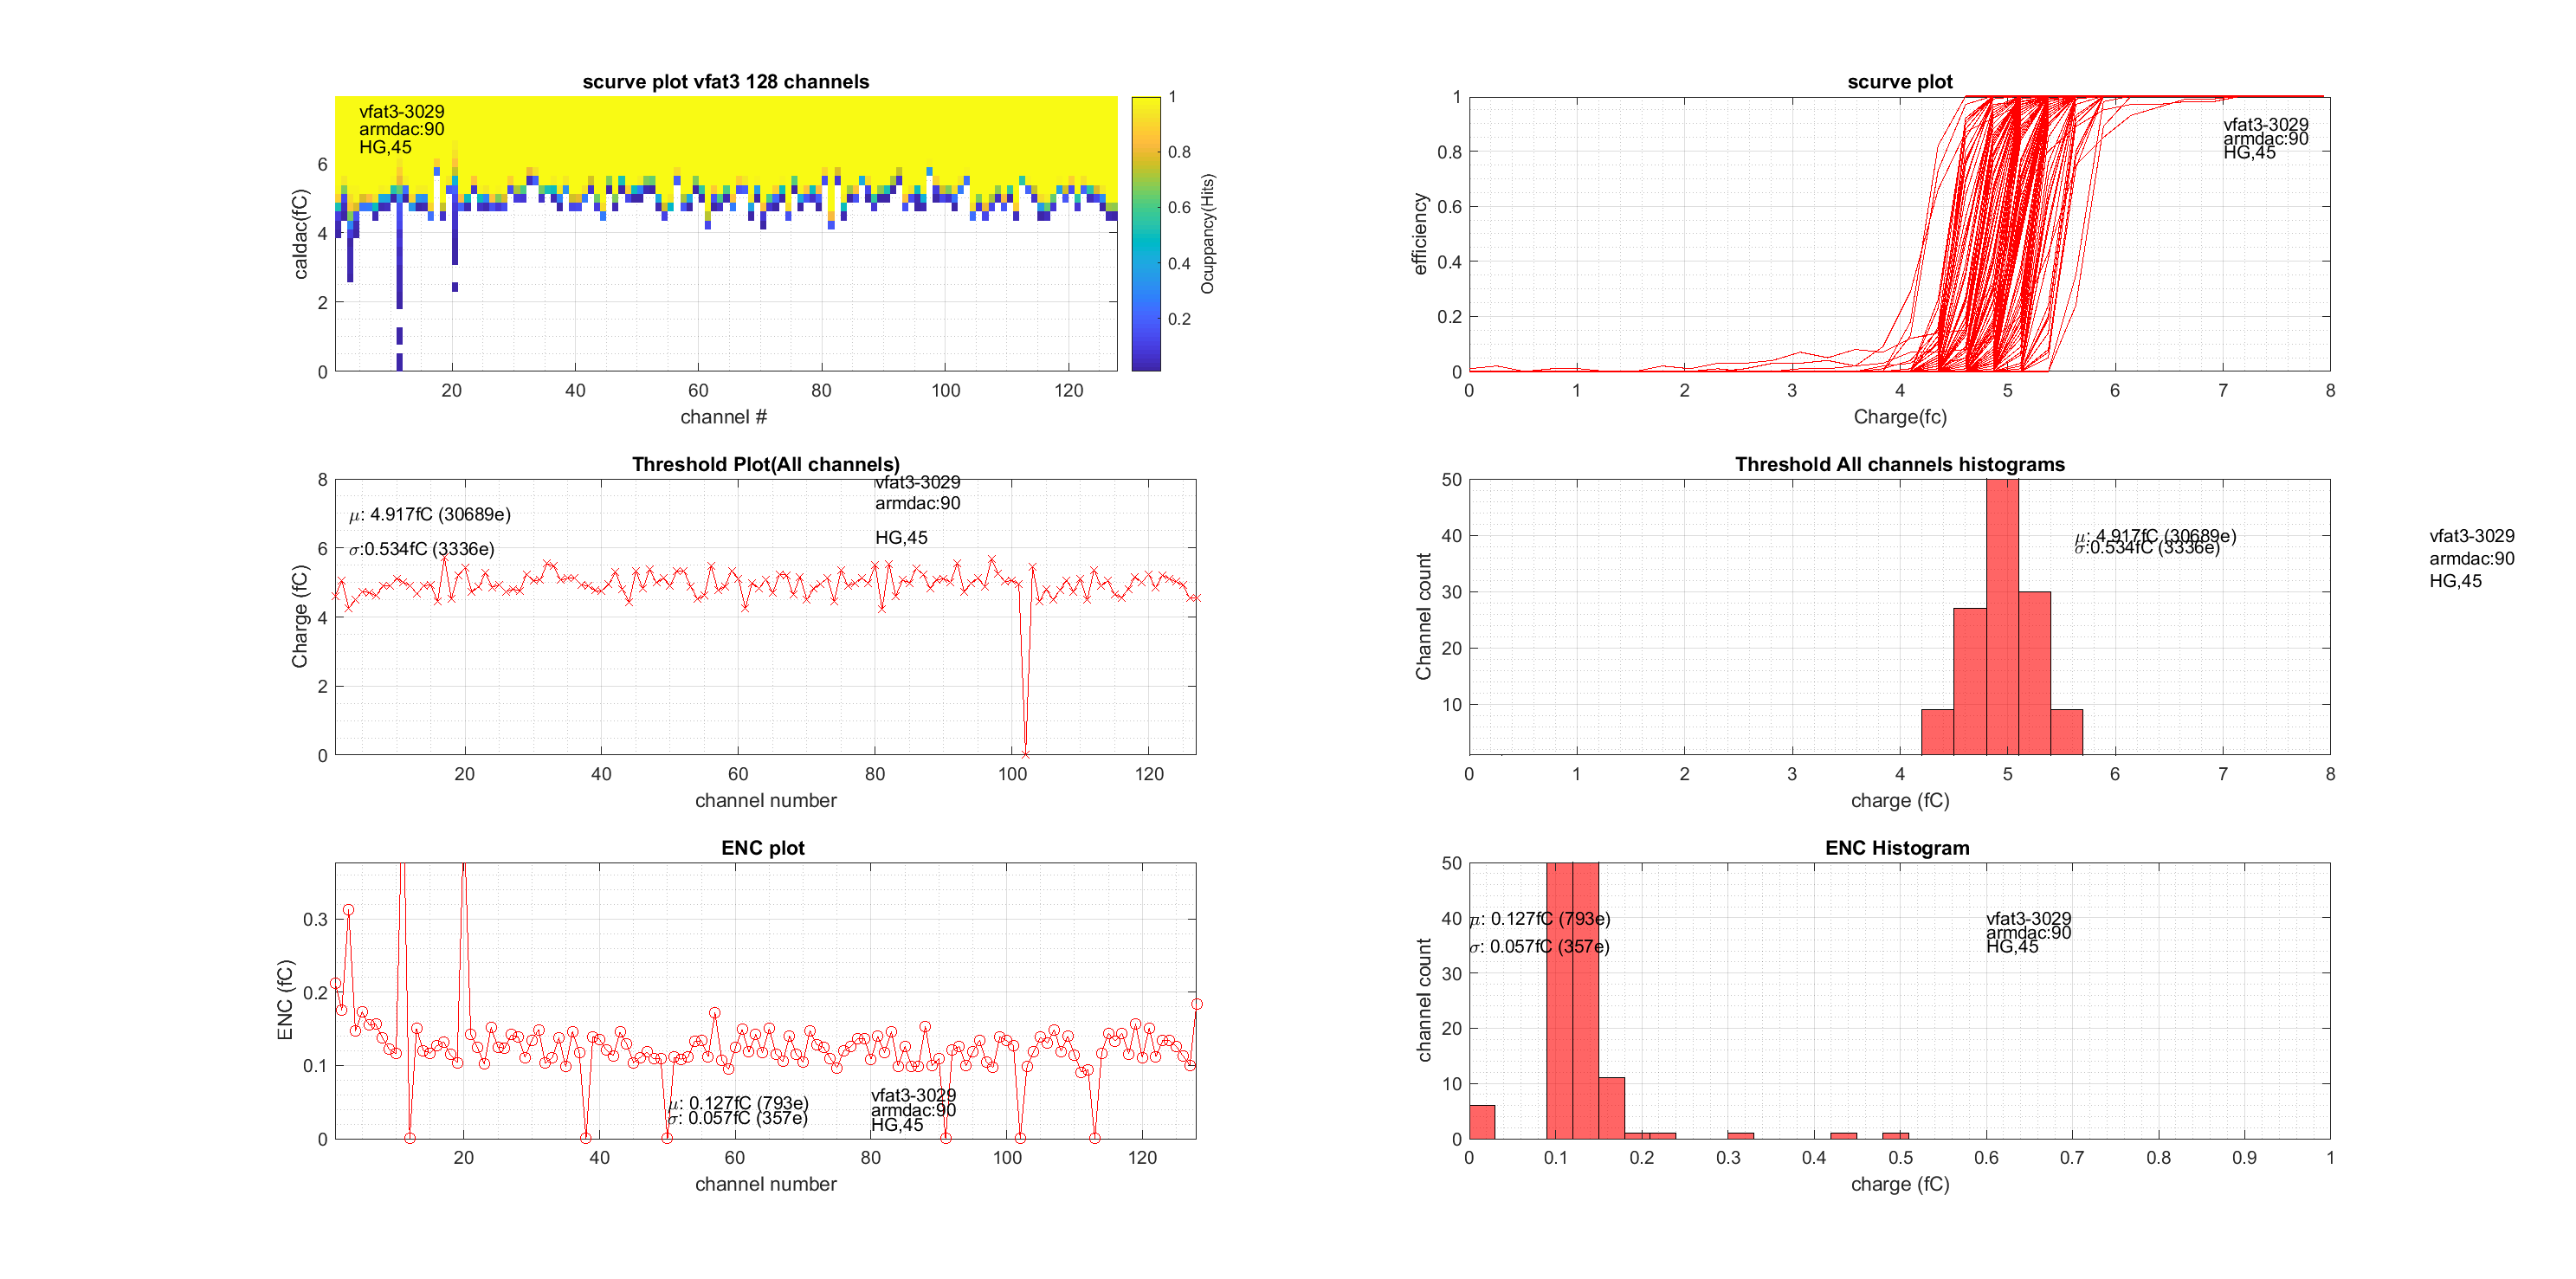 scurve plot vfat3 128 channels
vfat3-3029
armdac:90
HG,45
caldac(fC)
6
4
2
0
20
40
60
80
100
120
channel #
1
0.8
0.6
0.4
0.2
Ocuppancy(Hits)
scurve plot
vfat3-3029
armdac:90
HG,45
efficiency
1
0.8
0.6
0.4
0.2
0
0
1
2
3
4
5
6
7
8
Charge(fc)
Threshold Plot(All channels)
vfat3-3029
armdac:90
HG,45
μ: 4.917fC (30689e)
σ:0.534fC (3336e)
Charge (fC)
8
6
4
2
0
20
40
60
80
100
120
channel number
Threshold All channels histograms
μ: 4.917fC (30689e)
σ:0.534fC (3336e)
vfat3-3029
armdac:90
HG,45
Channel count
50
40
30
20
10
0
1
2
3
4
5
6
7
8
charge (fC)
ENC plot
ENC (fC)
0.3
0.2
0.1
0
μ: 0.127fC (793e)
σ: 0.057fC (357e)
vfat3-3029
armdac:90
HG,45
20
40
60
80
100
120
channel number
ENC Histogram
μ: 0.127fC (793e)
σ: 0.057fC (357e)
vfat3-3029
armdac:90
HG,45
channel count
50
40
30
20
10
0
0
0.1
0.2
0.3
0.4
0.5
0.6
0.7
0.8
0.9
1
charge (fC)